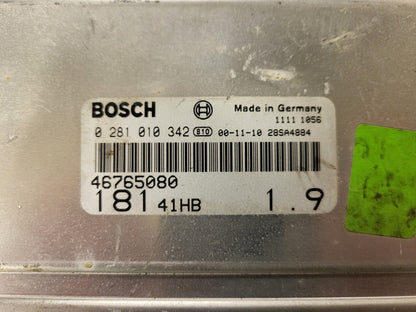 BOSCH Made in Germany
1111 1056
0 281 010 342 810 00-11-10 28SA4884
46765080
181 41HB 1.9